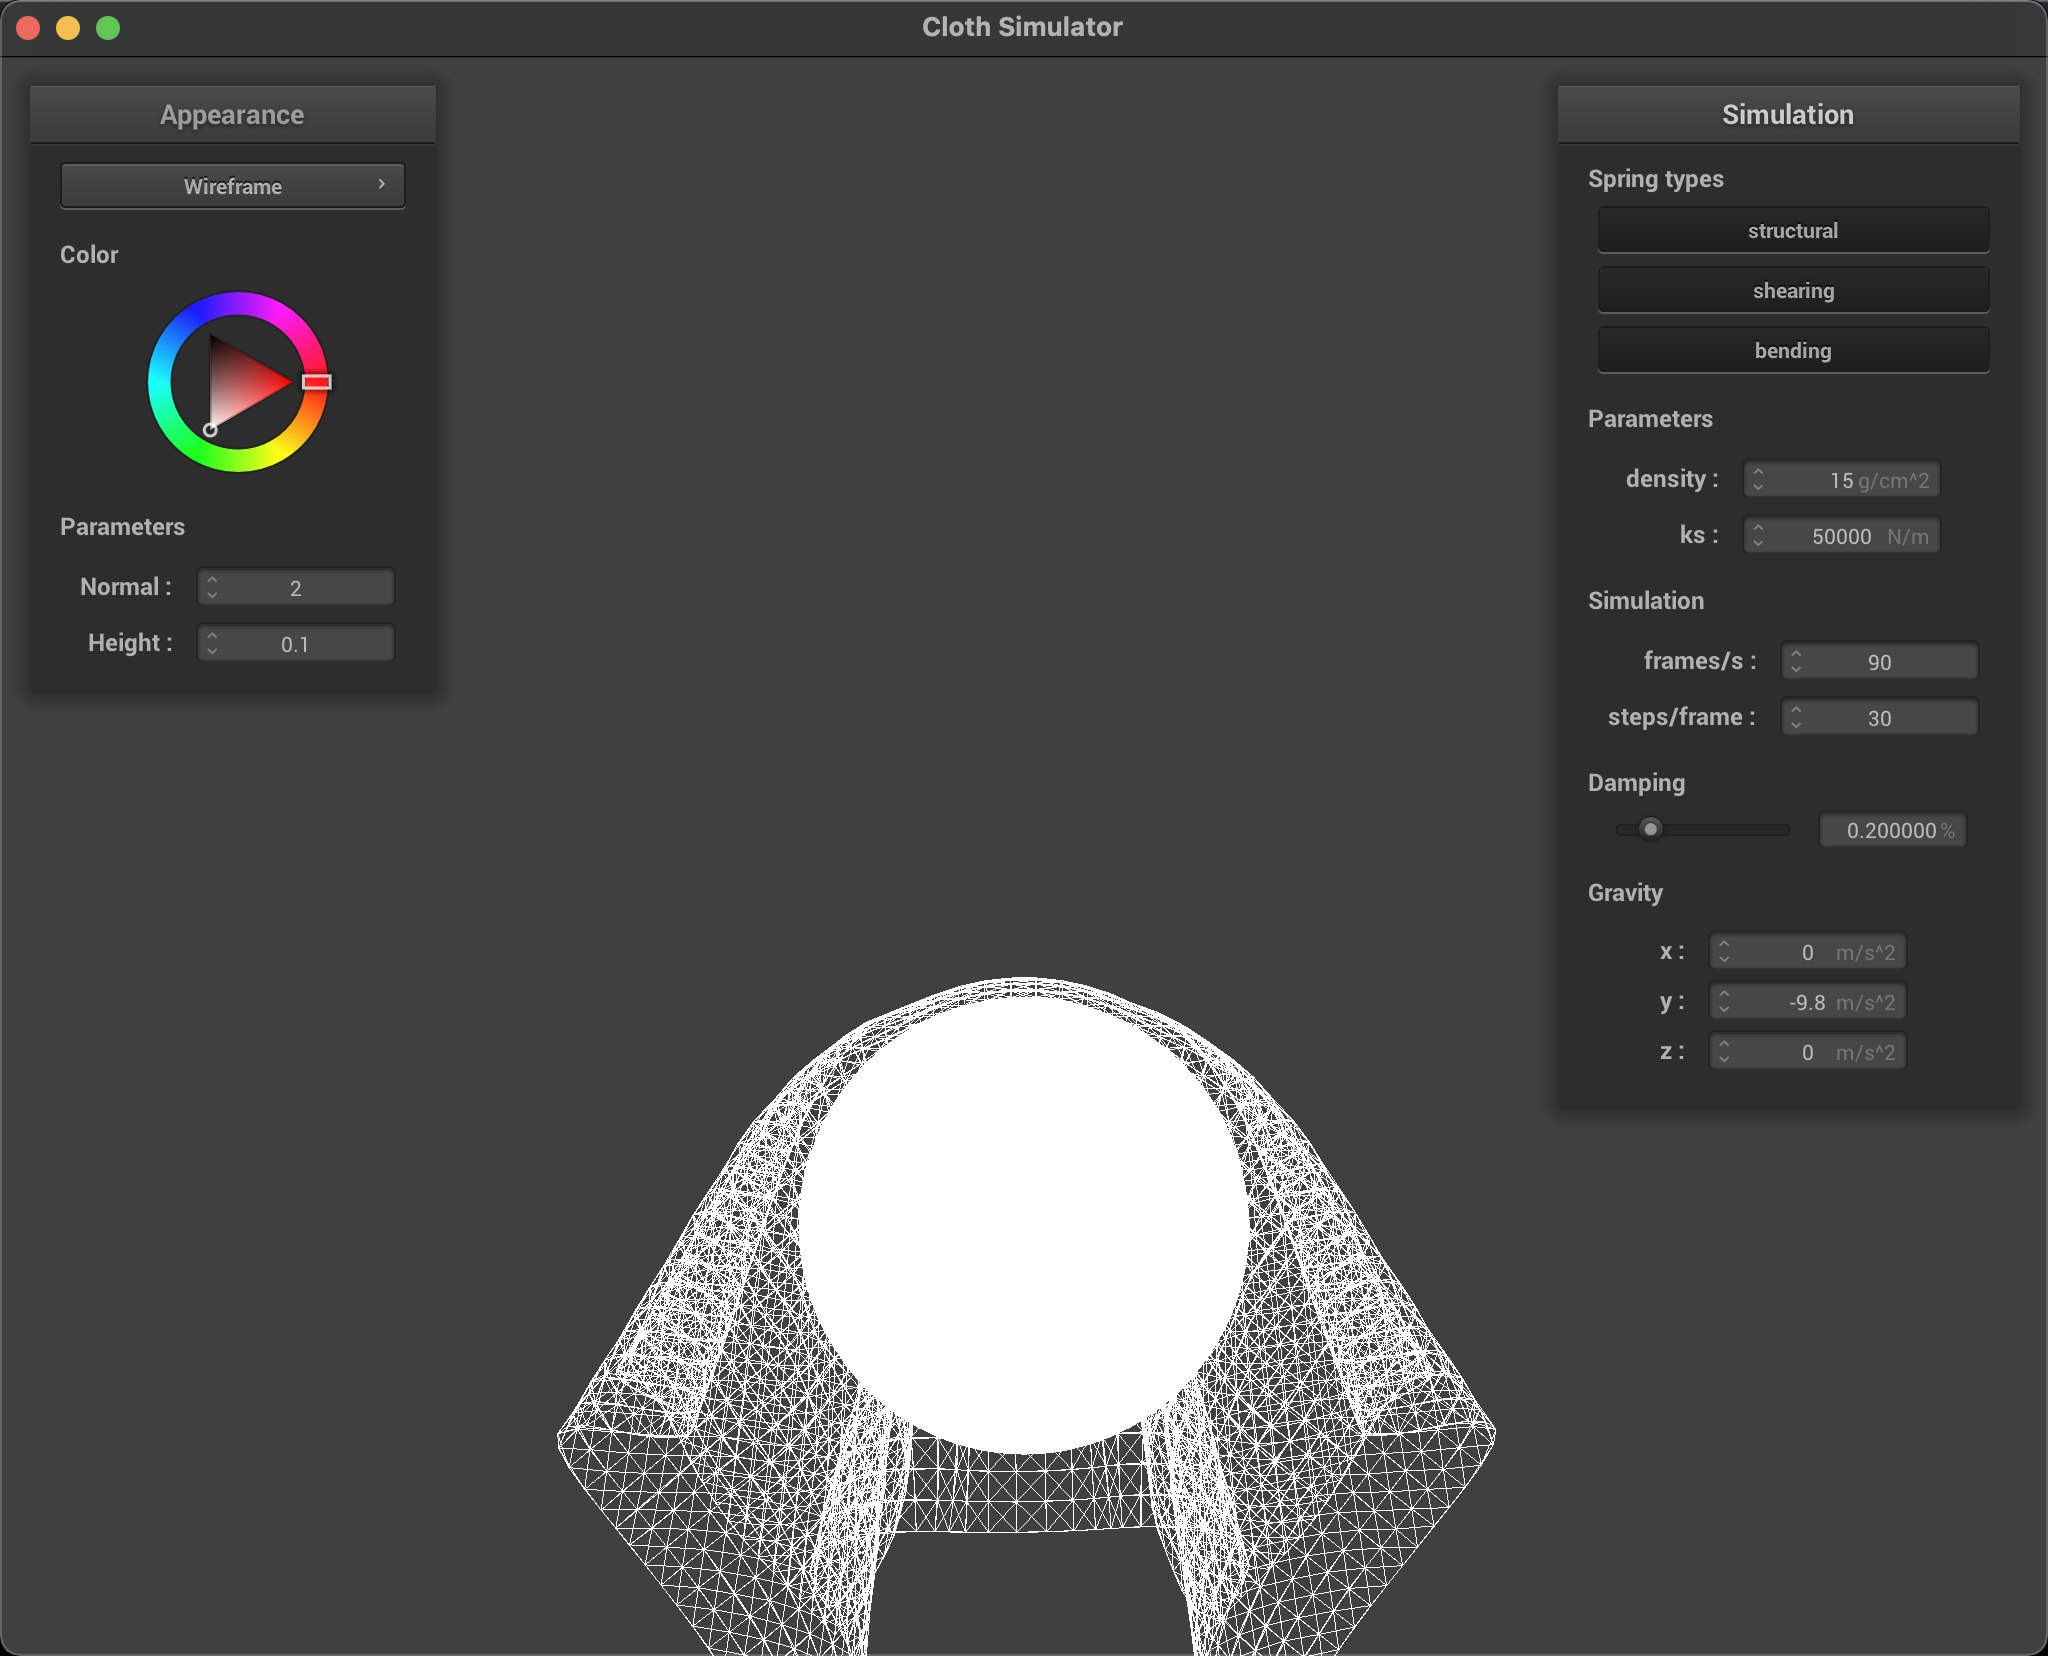 Cloth Simulator
Appearance
Wireframe
Color
Parameters
Normal : 2
Height : 0.1
Simulation
Spring types
structural
shearing
bending
Parameters
density : 15 g/cm^2
ks : 50000 N/m
Simulation
frames/s : 90
steps/frame : 30
Damping
0.200000 %
Gravity
x : 0 m/s^2
y : -9.8 m/s^2
z : 0 m/s^2